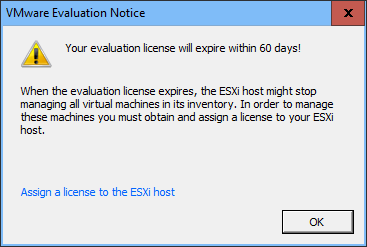 VMware Evaluation Notice
x
Your evaluation license will expire within 60 days!
When the evaluation license expires, the ESXi host might stop
managing all virtual machines in its inventory. In order to manage
these machines you must obtain and assign a license to your ESXi
host.
Assign a license to the ESXi host
OK